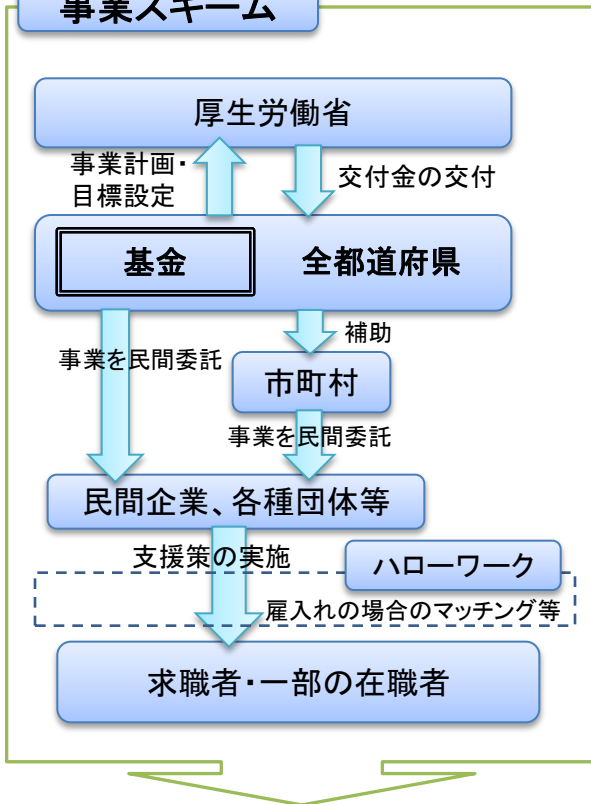 事業スキーム
厚生労働省
事業計画・
目標設定
交付金の交付
基金
全都道府県
補助
事業を民間委託
市町村
事業を民間委託
民間企業、各種団体等
支援策の実施
ハローワーク
雇入れの場合のマッチング等
求職者・一部の在職者